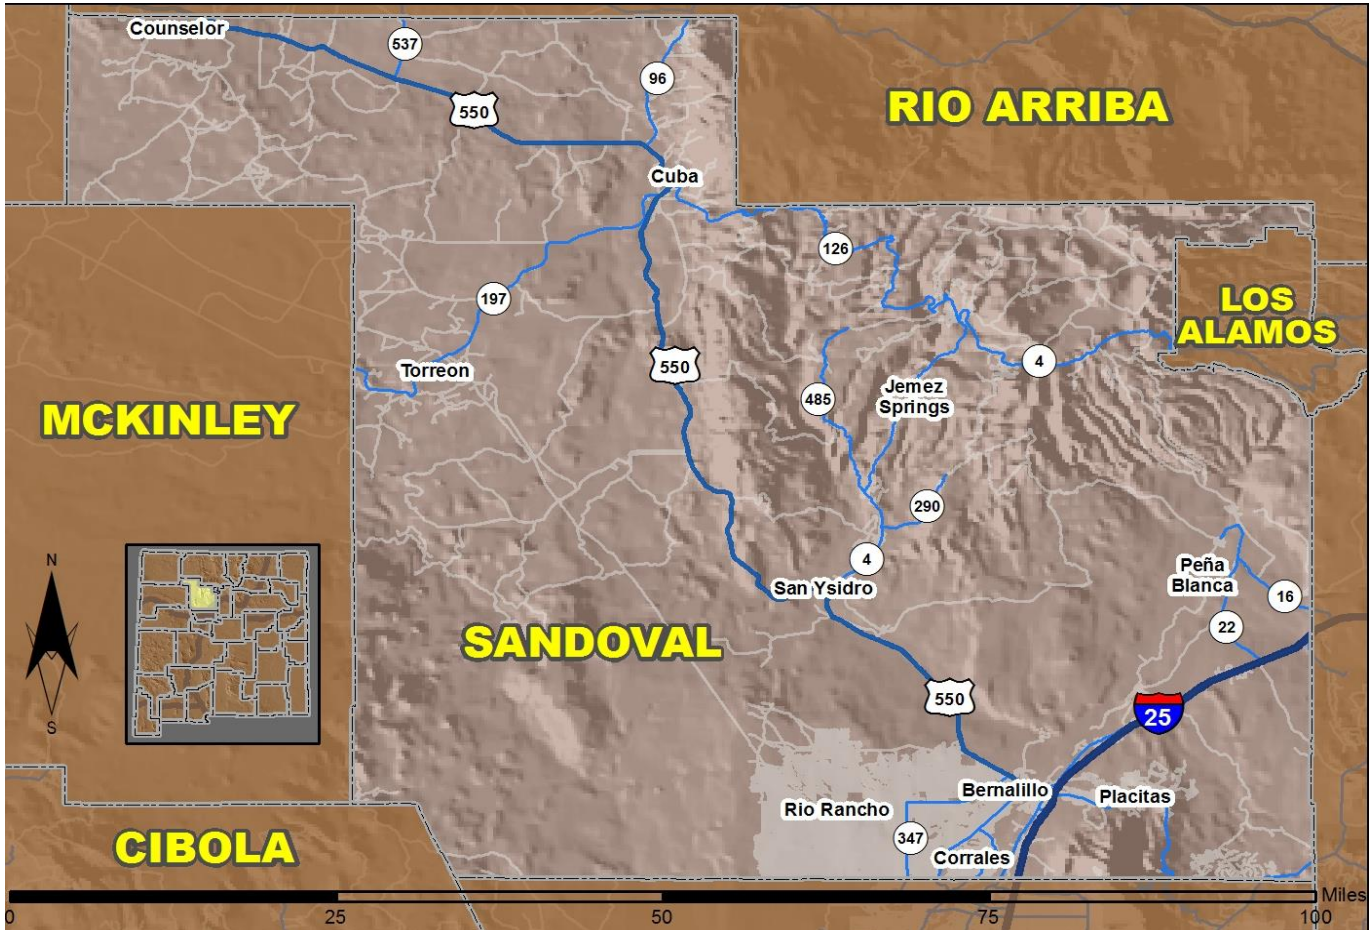 Counselor
537
96
550
RIO ARRIBA
Cuba
126
197
LOS
ALAMOS
550
4
Torreon
485
Jemez
Springs
MCKINLEY
290
N
4
Peña
Blanca
San Ysidro
16
22
SANDOVAL
550
25
S
Bernalillo
Placitas
Rio Rancho
347
CIBOLA
Corrales
Miles
0
25
50
75
100